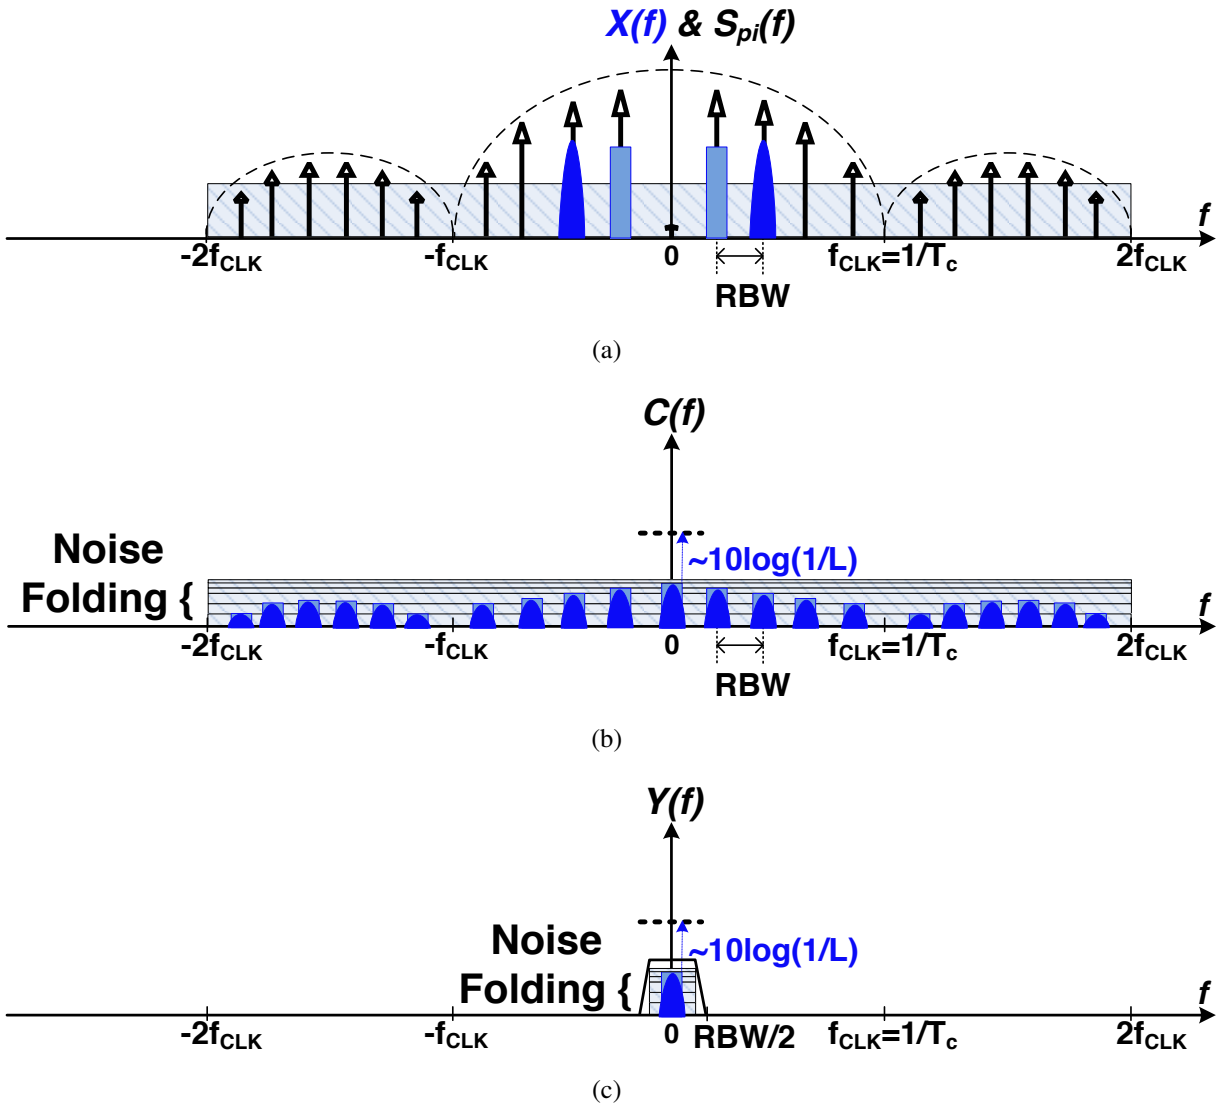 X(f) & Spi(f)
f
-2fCLK -fCLK 0 fCLK=1/Tc 2fCLK
RBW
(a)
C(f)
Noise
Folding {
~10log(1/L)
f
-2fCLK -fCLK 0 fCLK=1/Tc 2fCLK
RBW
(b)
Y(f)
Noise
Folding {
~10log(1/L)
f
-2fCLK -fCLK 0 RBW/2 fCLK=1/Tc 2fCLK
(c)